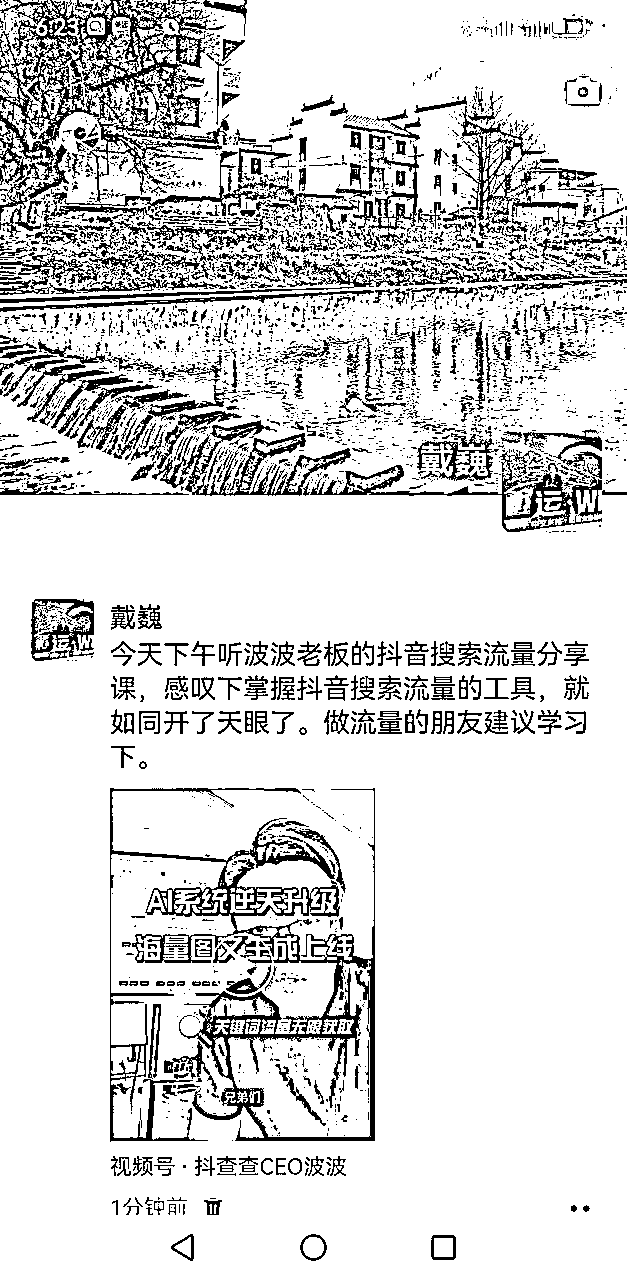 6:23
戴巍
戴巍
今天下午听波波老板的抖音搜索流量分享
课，感叹下掌握抖音搜索流量的工具，就
如同开了天眼了。做流量的朋友建议学习
下。
AI系统逆天升级
海量图文生成上线
关键词流量无限获取
兄弟们
视频号 · 抖查查CEO波波
1分钟前